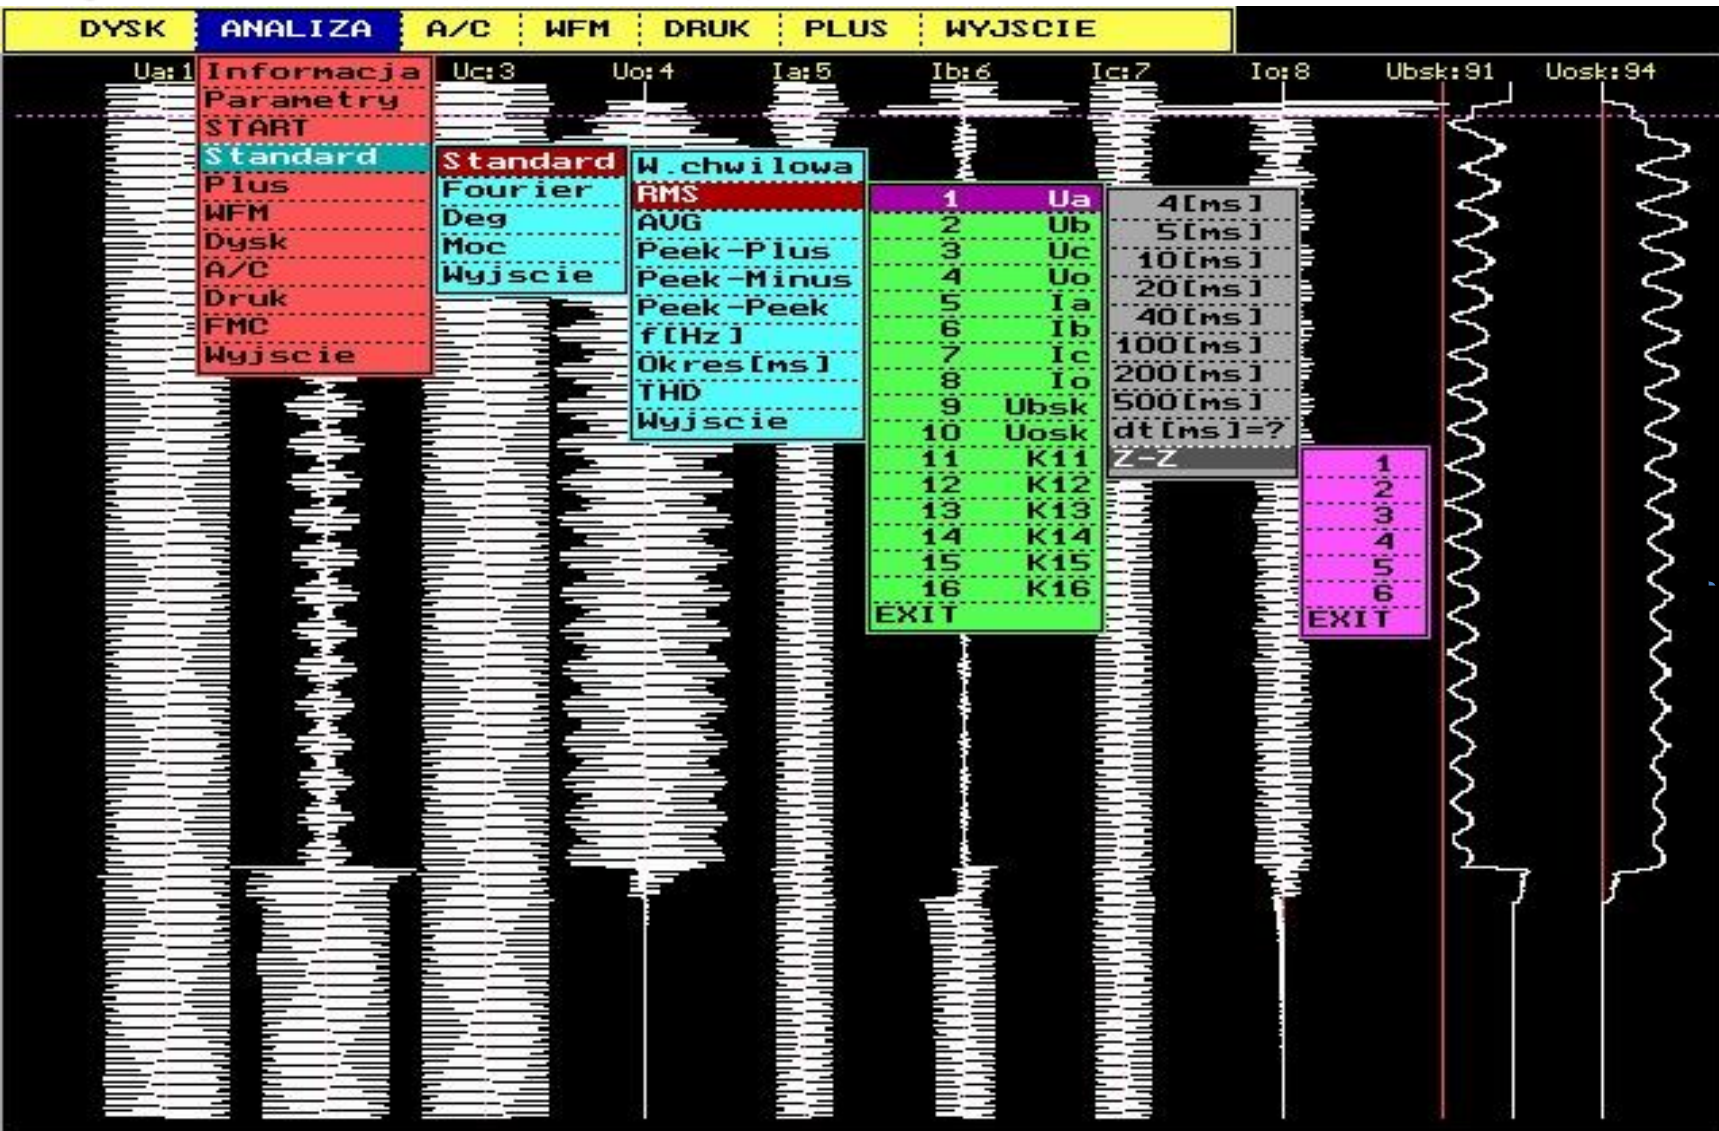 DYSK ANALIZA A/C WFM DRUK PLUS WYJSCIE
Ua:1 Uc:3 Uo:4 Ia:5 Ib:6 Ic:7 Io:8 Ubsk:91 Uosk:94
Informacja
Parametry
START
Standard
Plus
WFM
Dysk
A/C
Druk
FMC
Wyjscie
Standard
Fourier
Deg
Moc
Wyjscie
W.chwilowa
RMS
AVG
Peek-Plus
Peek-Minus
Peek-Peek
f[Hz]
Okres[ms]
THD
Wyjscie
1 Ua
2 Ub
3 Uc
4 Uo
5 Ia
6 Ib
7 Ic
8 Io
9 Ubsk
10 Uosk
11 K11
12 K12
13 K13
14 K14
15 K15
16 K16
EXIT
4[ms]
5[ms]
10[ms]
20[ms]
40[ms]
100[ms]
200[ms]
500[ms]
dt[ms]=?
Z-Z
1
2
3
4
5
6
EXIT